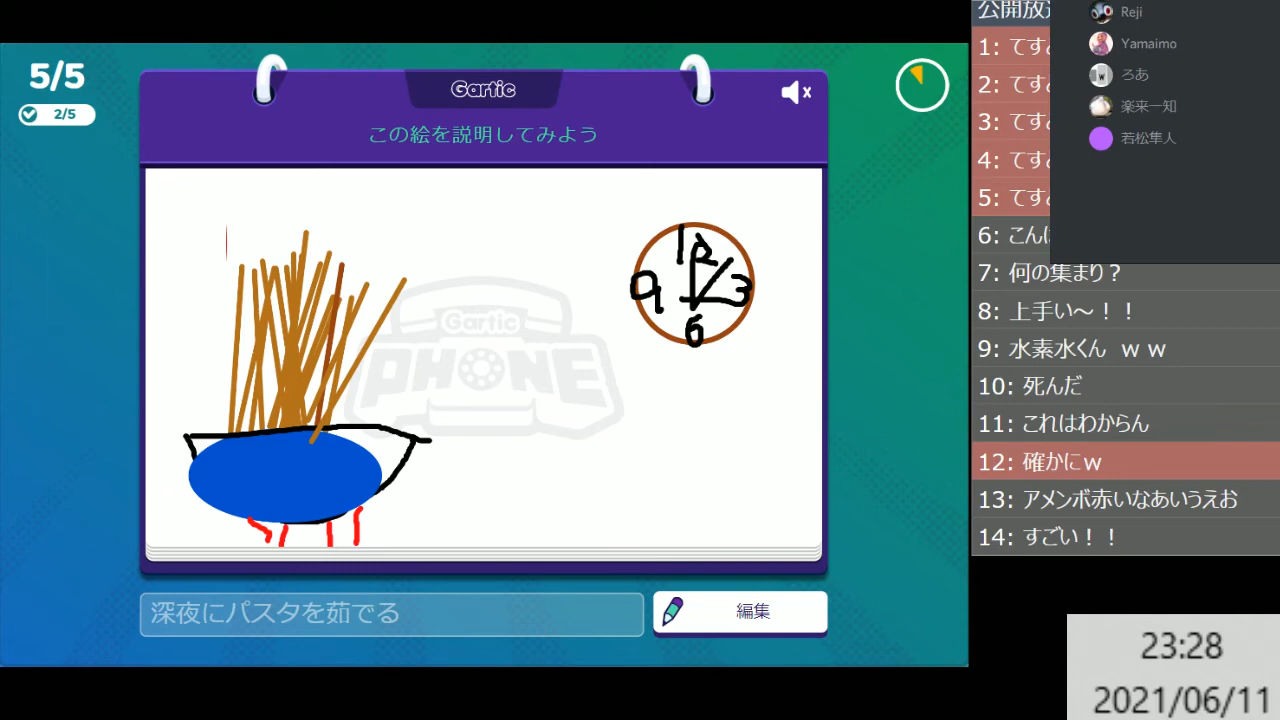 5/5
2/5
Gartic
この絵を説明してみよう
12
9
3
6
Gartic
PHONE
深夜にパスタを茹でる
編集
公開放送
1: てすと
2: てす
3: てす
4: てす
5: てす
6: こんに
7: 何の集まり？
8: 上手い～！！
9: 水素水くん ｗｗ
10: 死んだ
11: これはわからん
12: 確かにｗ
13: アメンボ赤いなあいうえお
14: すごい！！
Reji
Yamaimo
ろあ
楽来一知
若松隼人
23:28
2021/06/11